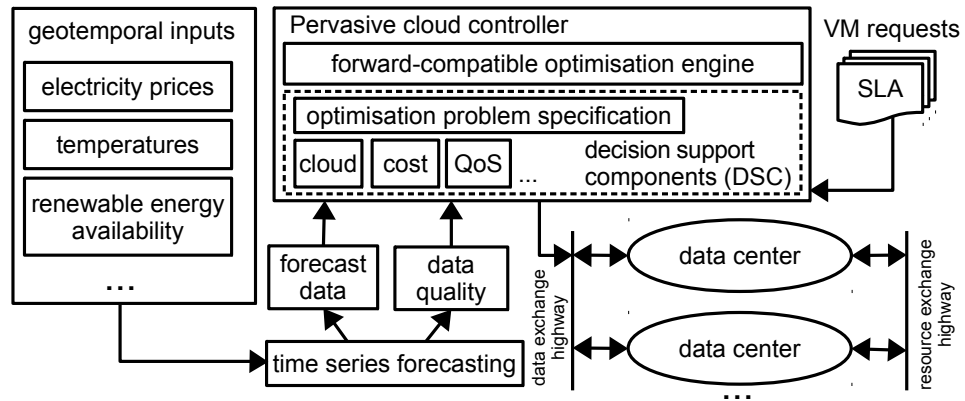 geotemporal inputs
electricity prices
temperatures
renewable energy
availability
...
Pervasive cloud controller
forward-compatible optimisation engine
optimisation problem specification
cloud
cost
QoS
...
decision support
components (DSC)
VM requests
SLA
forecast
data
data
quality
time series forecasting
data exchange
highway
data center
data center
...
resource exchange
highway